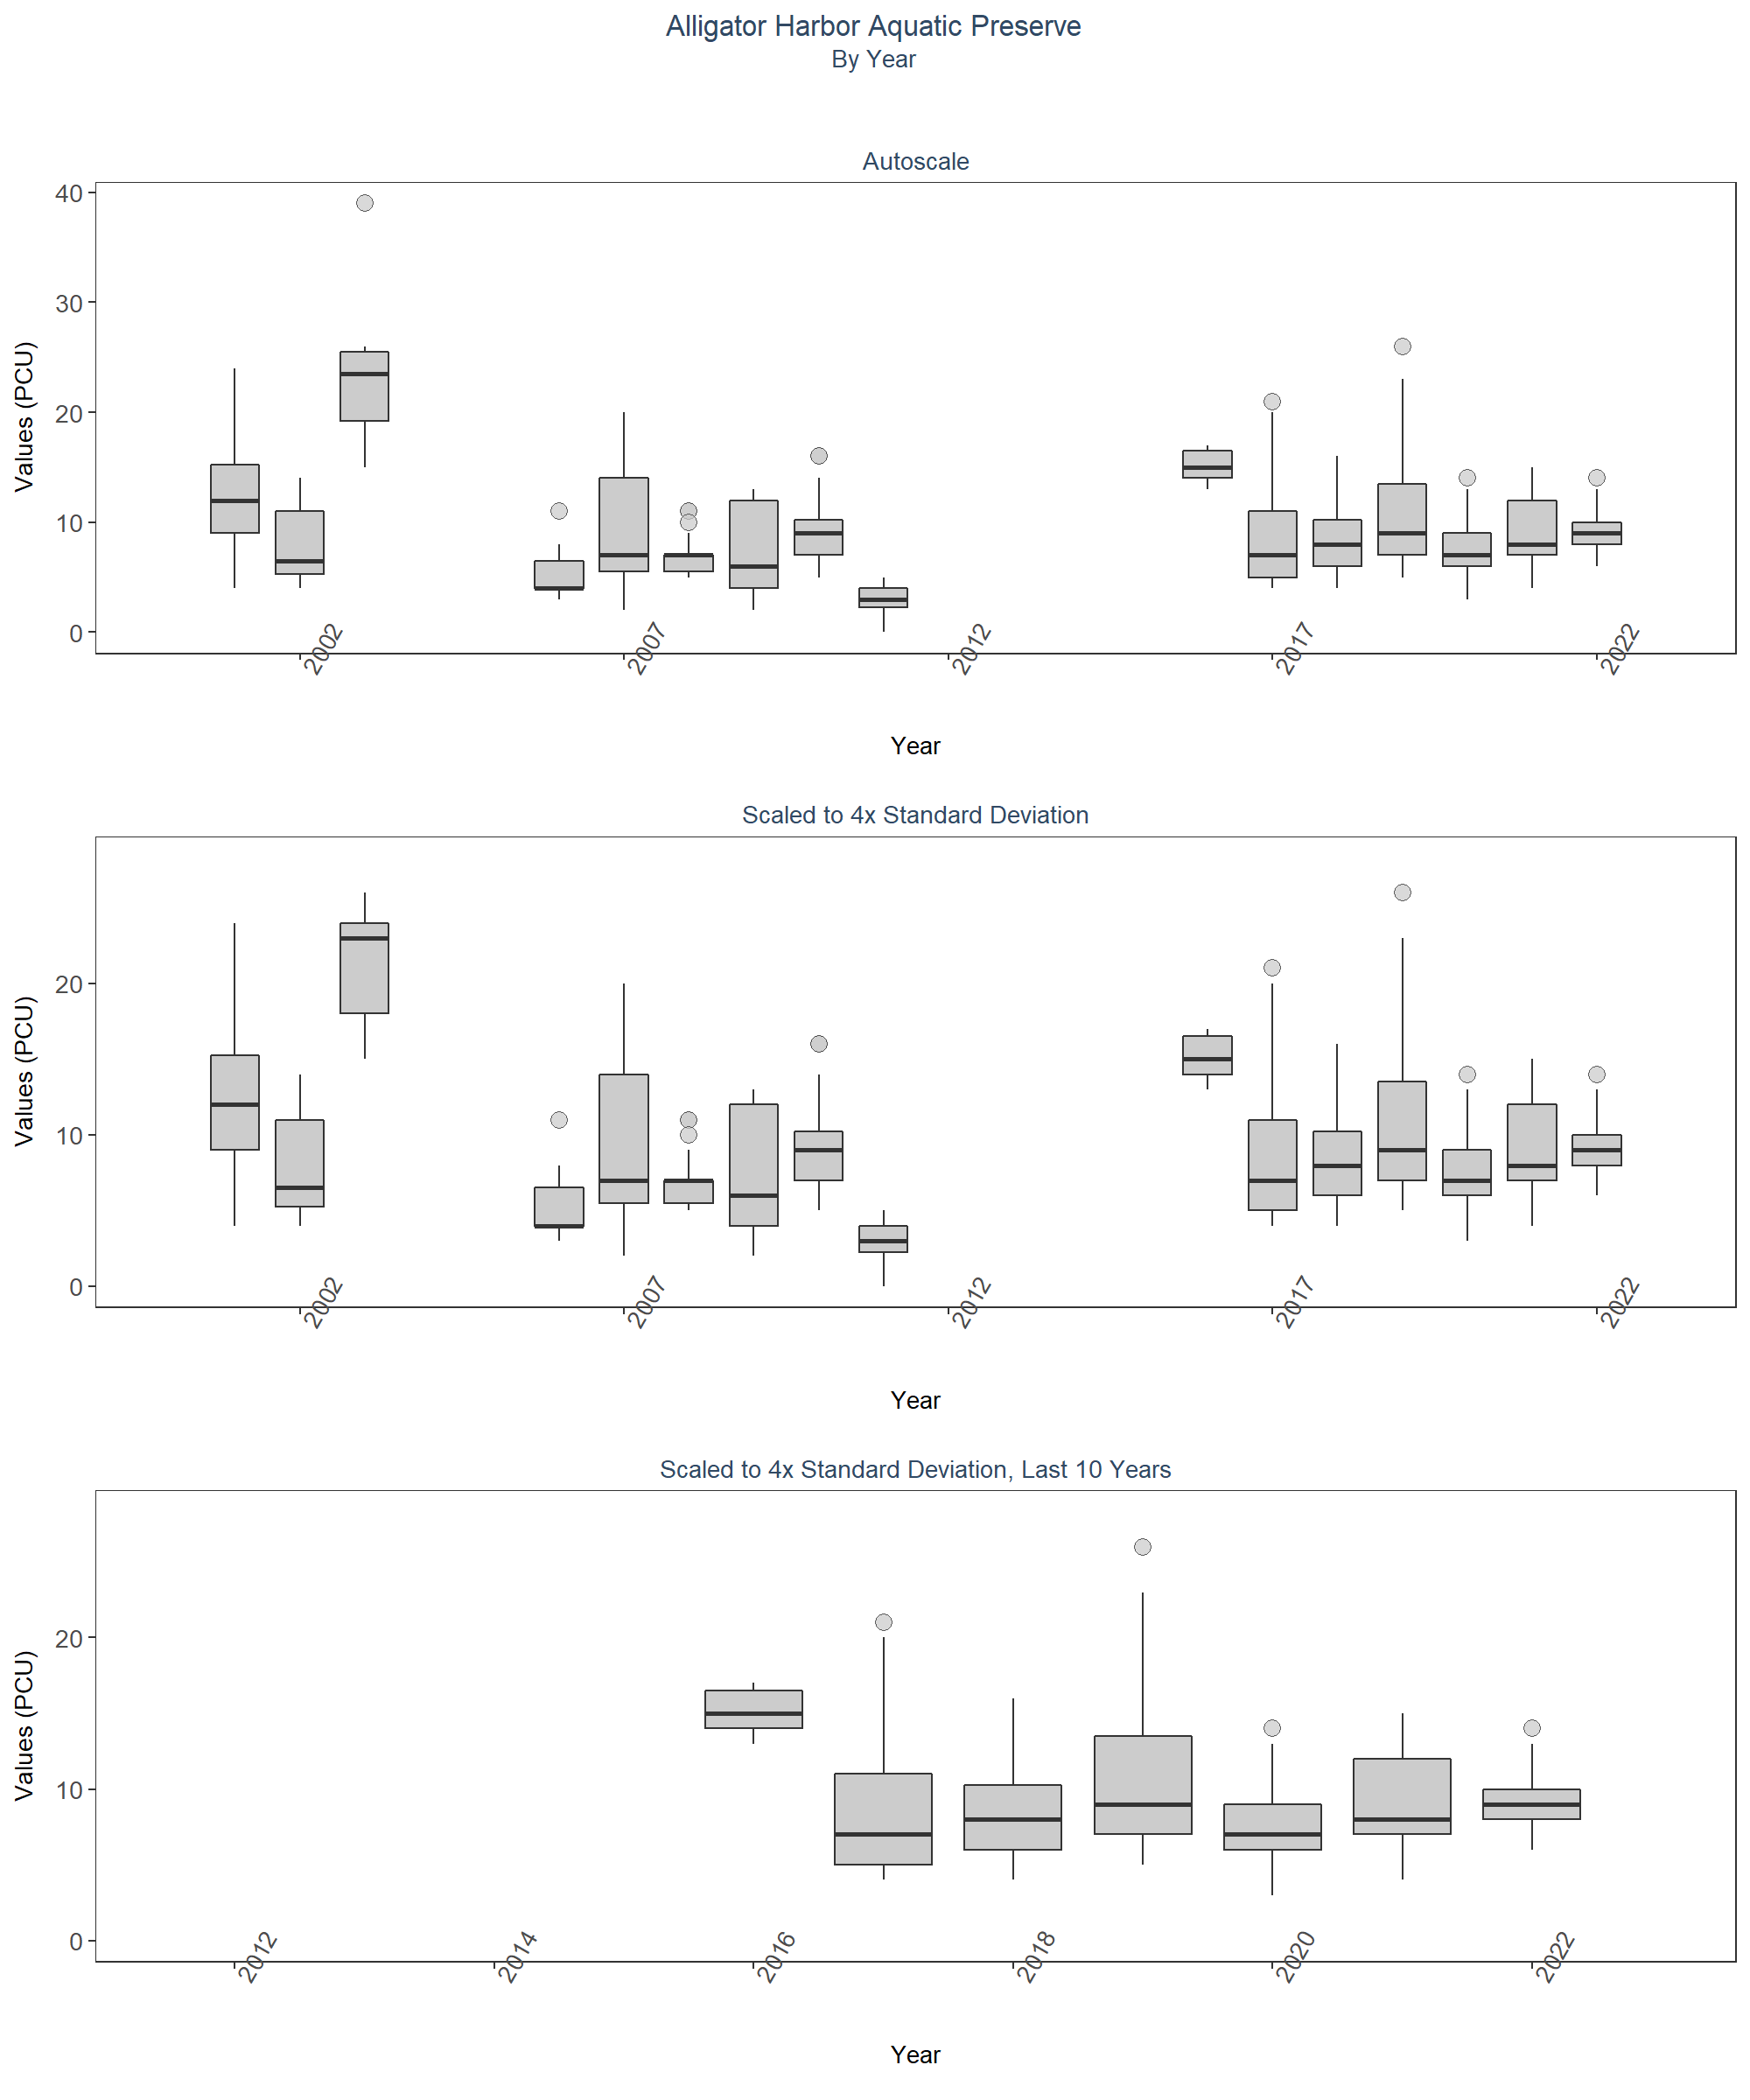 Alligator Harbor Aquatic Preserve
By Year
Autoscale
Values (PCU)
40
30
20
10
0
2002
2007
2012
2017
2022
Year
Scaled to 4x Standard Deviation
Values (PCU)
20
10
0
2002
2007
2012
2017
2022
Year
Scaled to 4x Standard Deviation, Last 10 Years
Values (PCU)
20
10
0
2012
2014
2016
2018
2020
2022
Year